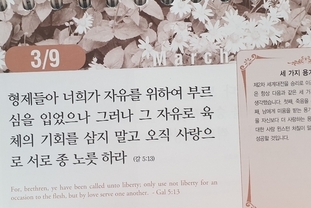 3/9
March
형제들아 너희가 자유를 위하여 부르
심을 입었으나 그러나 그 자유로 육
체의 기회를 삼지 말고 오직 사랑으
로 서로 종 노릇 하라 (갈 5:13)
For, brethren, ye have been called unto liberty; only use not liberty for an
occasion to the flesh, but by love serve one another. - Gal 5:13
세 가지 용기